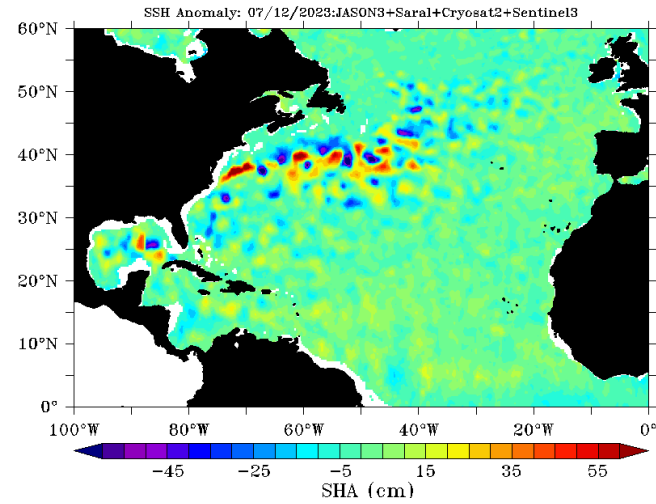 SSH Anomaly: 07/12/2023:JASON3+Saral+Cryosat2+Sentinel3
60°N
50°N
40°N
30°N
20°N
10°N
0°
100°W 80°W 60°W 40°W 20°W 0°
-45 -25 -5 15 35 55
SHA (cm)